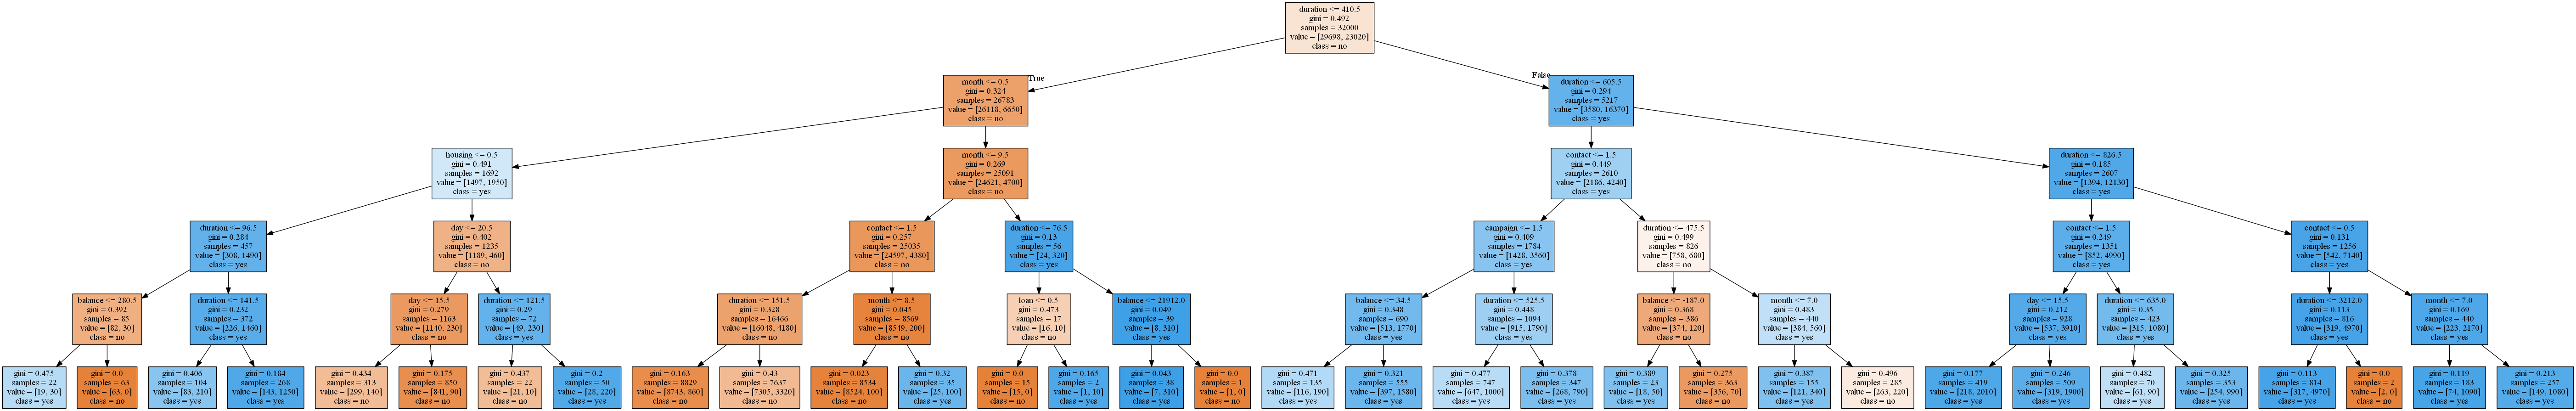 duration <= 410.5
gini = 0.492
samples = 32000
value = [29698, 23020]
class = no
True
False
month <= 0.5
gini = 0.324
samples = 26783
value = [26118, 6650]
class = no
duration <= 605.5
gini = 0.294
samples = 5217
value = [3580, 16370]
class = yes
housing <= 0.5
gini = 0.491
samples = 1692
value = [1497, 1950]
class = yes
month <= 9.5
gini = 0.269
samples = 25091
value = [24621, 4700]
class = no
contact <= 1.5
gini = 0.449
samples = 2610
value = [2186, 4240]
class = yes
duration <= 826.5
gini = 0.185
samples = 2607
value = [1394, 12130]
class = yes
duration <= 96.5
gini = 0.284
samples = 457
value = [308, 1490]
class = yes
day <= 20.5
gini = 0.402
samples = 1235
value = [1189, 460]
class = no
contact <= 1.5
gini = 0.257
samples = 25035
value = [24597, 4380]
class = no
duration <= 76.5
gini = 0.13
samples = 56
value = [24, 320]
class = yes
campaign <= 1.5
gini = 0.409
samples = 1784
value = [1428, 3560]
class = yes
duration <= 475.5
gini = 0.499
samples = 826
value = [758, 680]
class = no
contact <= 1.5
gini = 0.249
samples = 1351
value = [852, 4990]
class = yes
contact <= 0.5
gini = 0.131
samples = 1256
value = [542, 7140]
class = yes
balance <= 280.5
gini = 0.392
samples = 85
value = [82, 30]
class = no
duration <= 141.5
gini = 0.232
samples = 372
value = [226, 1460]
class = yes
day <= 15.5
gini = 0.279
samples = 1163
value = [1140, 230]
class = no
duration <= 121.5
gini = 0.29
samples = 72
value = [49, 230]
class = yes
duration <= 151.5
gini = 0.328
samples = 16466
value = [16048, 4180]
class = no
month <= 8.5
gini = 0.045
samples = 8569
value = [8549, 200]
class = no
loan <= 0.5
gini = 0.473
samples = 17
value = [16, 10]
class = no
balance <= 21912.0
gini = 0.049
samples = 39
value = [8, 310]
class = yes
balance <= 34.5
gini = 0.348
samples = 690
value = [513, 1770]
class = yes
duration <= 525.5
gini = 0.448
samples = 1094
value = [915, 1790]
class = yes
balance <= -187.0
gini = 0.368
samples = 386
value = [374, 120]
class = no
month <= 7.0
gini = 0.483
samples = 440
value = [384, 560]
class = yes
day <= 15.5
gini = 0.212
samples = 928
value = [537, 3910]
class = yes
duration <= 635.0
gini = 0.35
samples = 423
value = [315, 1080]
class = yes
duration <= 3212.0
gini = 0.113
samples = 816
value = [319, 4970]
class = yes
month <= 7.0
gini = 0.169
samples = 440
value = [223, 2170]
class = yes
gini = 0.475
samples = 22
value = [19, 30]
class = yes
gini = 0.0
samples = 63
value = [63, 0]
class = no
gini = 0.406
samples = 104
value = [83, 210]
class = yes
gini = 0.184
samples = 268
value = [143, 1250]
class = yes
gini = 0.434
samples = 313
value = [299, 140]
class = no
gini = 0.175
samples = 850
value = [841, 90]
class = no
gini = 0.437
samples = 22
value = [21, 10]
class = no
gini = 0.2
samples = 50
value = [28, 220]
class = yes
gini = 0.163
samples = 8829
value = [8743, 860]
class = no
gini = 0.43
samples = 7637
value = [7305, 3320]
class = no
gini = 0.023
samples = 8534
value = [8524, 100]
class = no
gini = 0.32
samples = 35
value = [25, 100]
class = yes
gini = 0.0
samples = 15
value = [15, 0]
class = no
gini = 0.165
samples = 2
value = [1, 10]
class = yes
gini = 0.043
samples = 38
value = [7, 310]
class = yes
gini = 0.0
samples = 1
value = [1, 0]
class = no
gini = 0.471
samples = 135
value = [116, 190]
class = yes
gini = 0.321
samples = 555
value = [397, 1580]
class = yes
gini = 0.477
samples = 747
value = [647, 1000]
class = yes
gini = 0.378
samples = 347
value = [268, 790]
class = yes
gini = 0.389
samples = 23
value = [18, 50]
class = yes
gini = 0.275
samples = 363
value = [356, 70]
class = no
gini = 0.387
samples = 155
value = [121, 340]
class = yes
gini = 0.496
samples = 285
value = [263, 220]
class = no
gini = 0.177
samples = 419
value = [218, 2010]
class = yes
gini = 0.246
samples = 509
value = [319, 1900]
class = yes
gini = 0.482
samples = 70
value = [61, 90]
class = yes
gini = 0.325
samples = 353
value = [254, 990]
class = yes
gini = 0.113
samples = 814
value = [317, 4970]
class = yes
gini = 0.0
samples = 2
value = [2, 0]
class = no
gini = 0.119
samples = 183
value = [74, 1090]
class = yes
gini = 0.213
samples = 257
value = [149, 1080]
class = yes